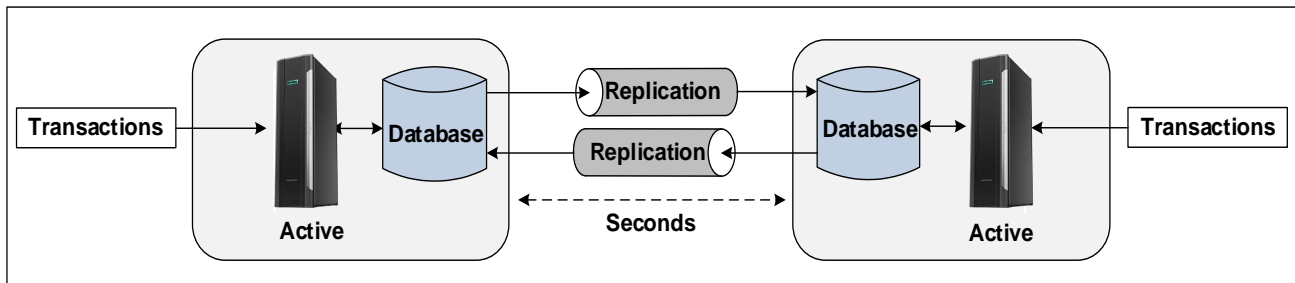 Transactions
Active
Database
Replication
Replication
Seconds
Database
Active
Transactions